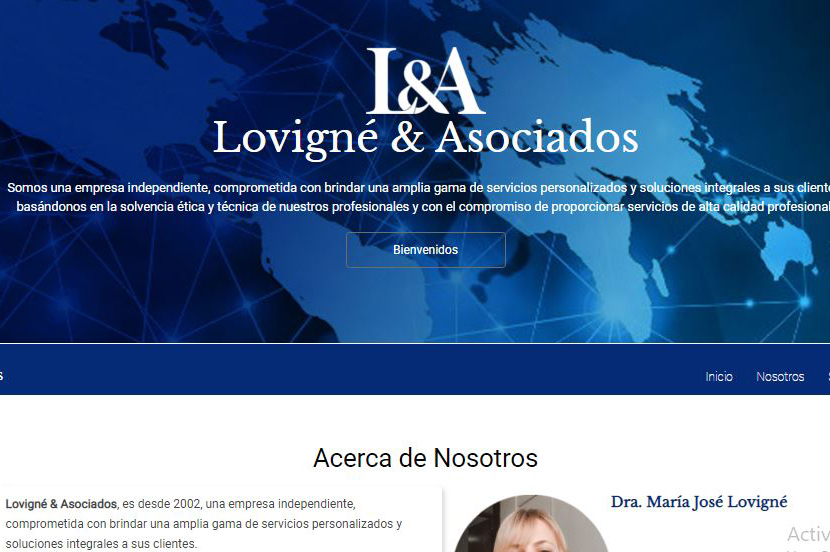 L&A
Lovigné & Asociados
Somos una empresa independiente, comprometida con brindar una amplia gama de servicios personalizados y soluciones integrales a sus
basándonos en la solvencia ética y técnica de nuestros profesionales y con el compromiso de proporcionar servicios de alta calidad
Bienvenidos
Inicio Nosotros
Acerca de Nosotros
Lovigné & Asociados, es desde 2002, una empresa independiente,
comprometida con brindar una amplia gama de servicios personalizados y
soluciones integrales a sus clientes.
Dra. María José Lovigné
Activ